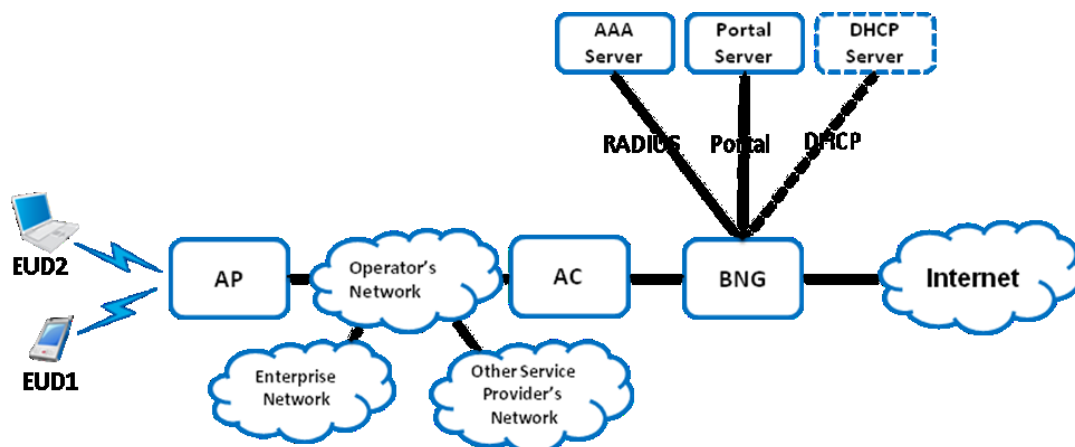 AAA
Server
Portal
Server
DHCP
Server
RADIUS
Portal
DHCP
EUD2
EUD1
AP
Operator's
Network
AC
BNG
Internet
Enterprise
Network
Other Service
Provider's
Network